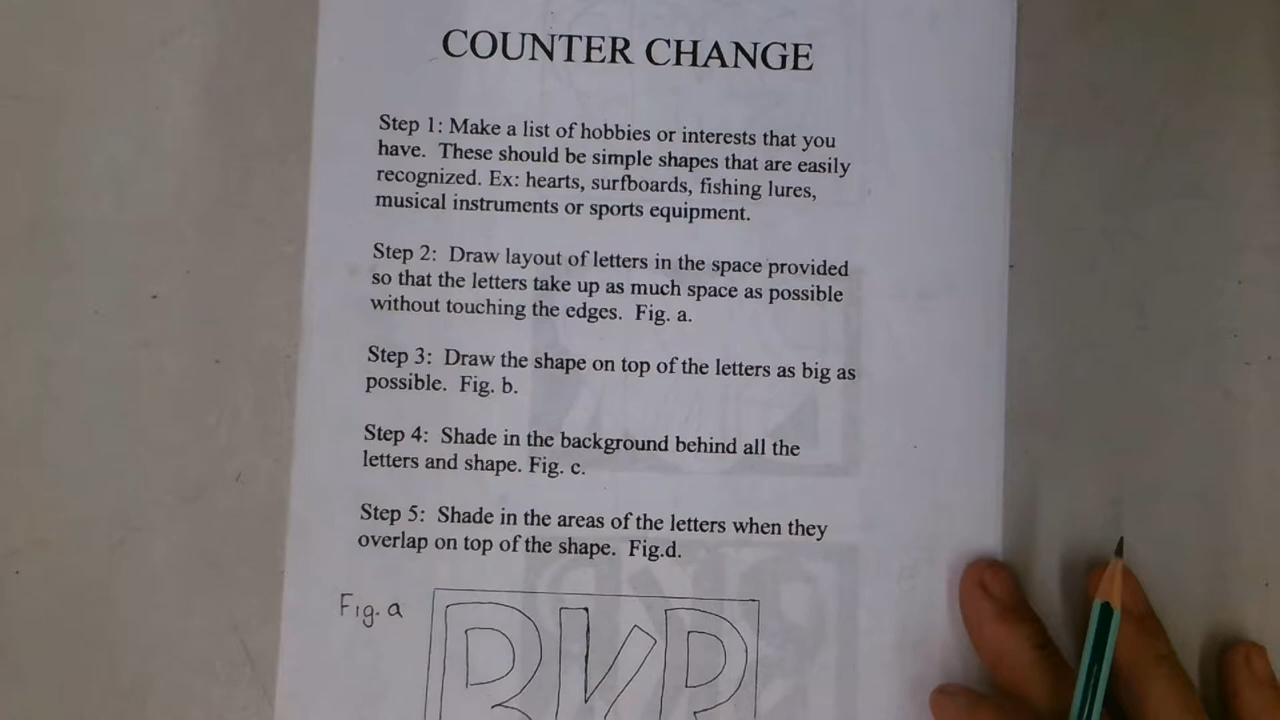 COUNTER CHANGE
Step 1: Make a list of hobbies or interests that you
have. These should be simple shapes that are easily
recognized. Ex: hearts, surfboards, fishing lures,
musical instruments or sports equipment.
Step 2: Draw layout of letters in the space provided
so that the letters take up as much space as possible
without touching the edges. Fig. a.
Step 3: Draw the shape on top of the letters as big as
possible. Fig. b.
Step 4: Shade in the background behind all the
letters and shape. Fig. c.
Step 5: Shade in the areas of the letters when they
overlap on top of the shape. Fig.d.
Fig. a